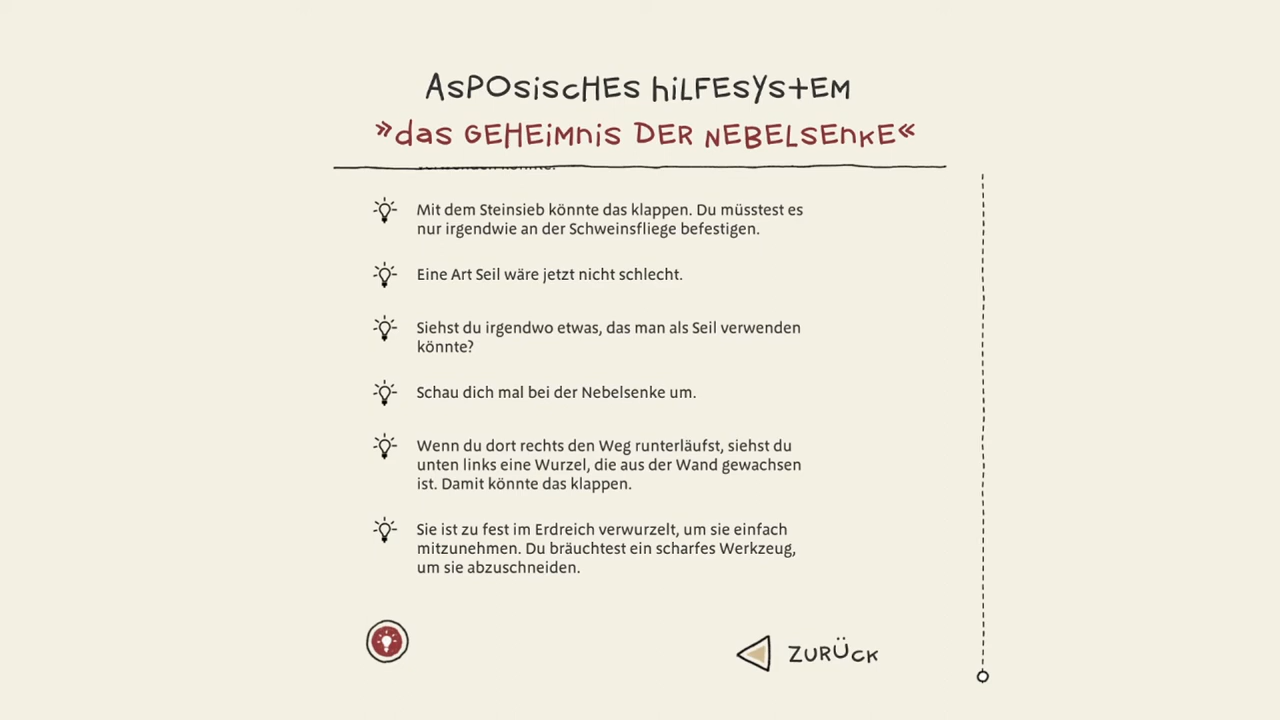 Asposisches Hilfesystem
»das Geheimnis der Nebelsenke«
Mit dem Steinsieb könnte das klappen. Du müsstest es
nur irgendwie an der Schweinsfliege befestigen.
Eine Art Seil wäre jetzt nicht schlecht.
Siehst du irgendwo etwas, das man als Seil verwenden
könnte?
Schau dich mal bei der Nebelsenke um.
Wenn du dort rechts den Weg runterläufst, siehst du
unten links eine Wurzel, die aus der Wand gewachsen
ist. Damit könnte das klappen.
Sie ist zu fest im Erdreich verwurzelt, um sie einfach
mitzunehmen. Du bräuchtest ein scharfes Werkzeug,
um sie abzuschneiden.
Zurück